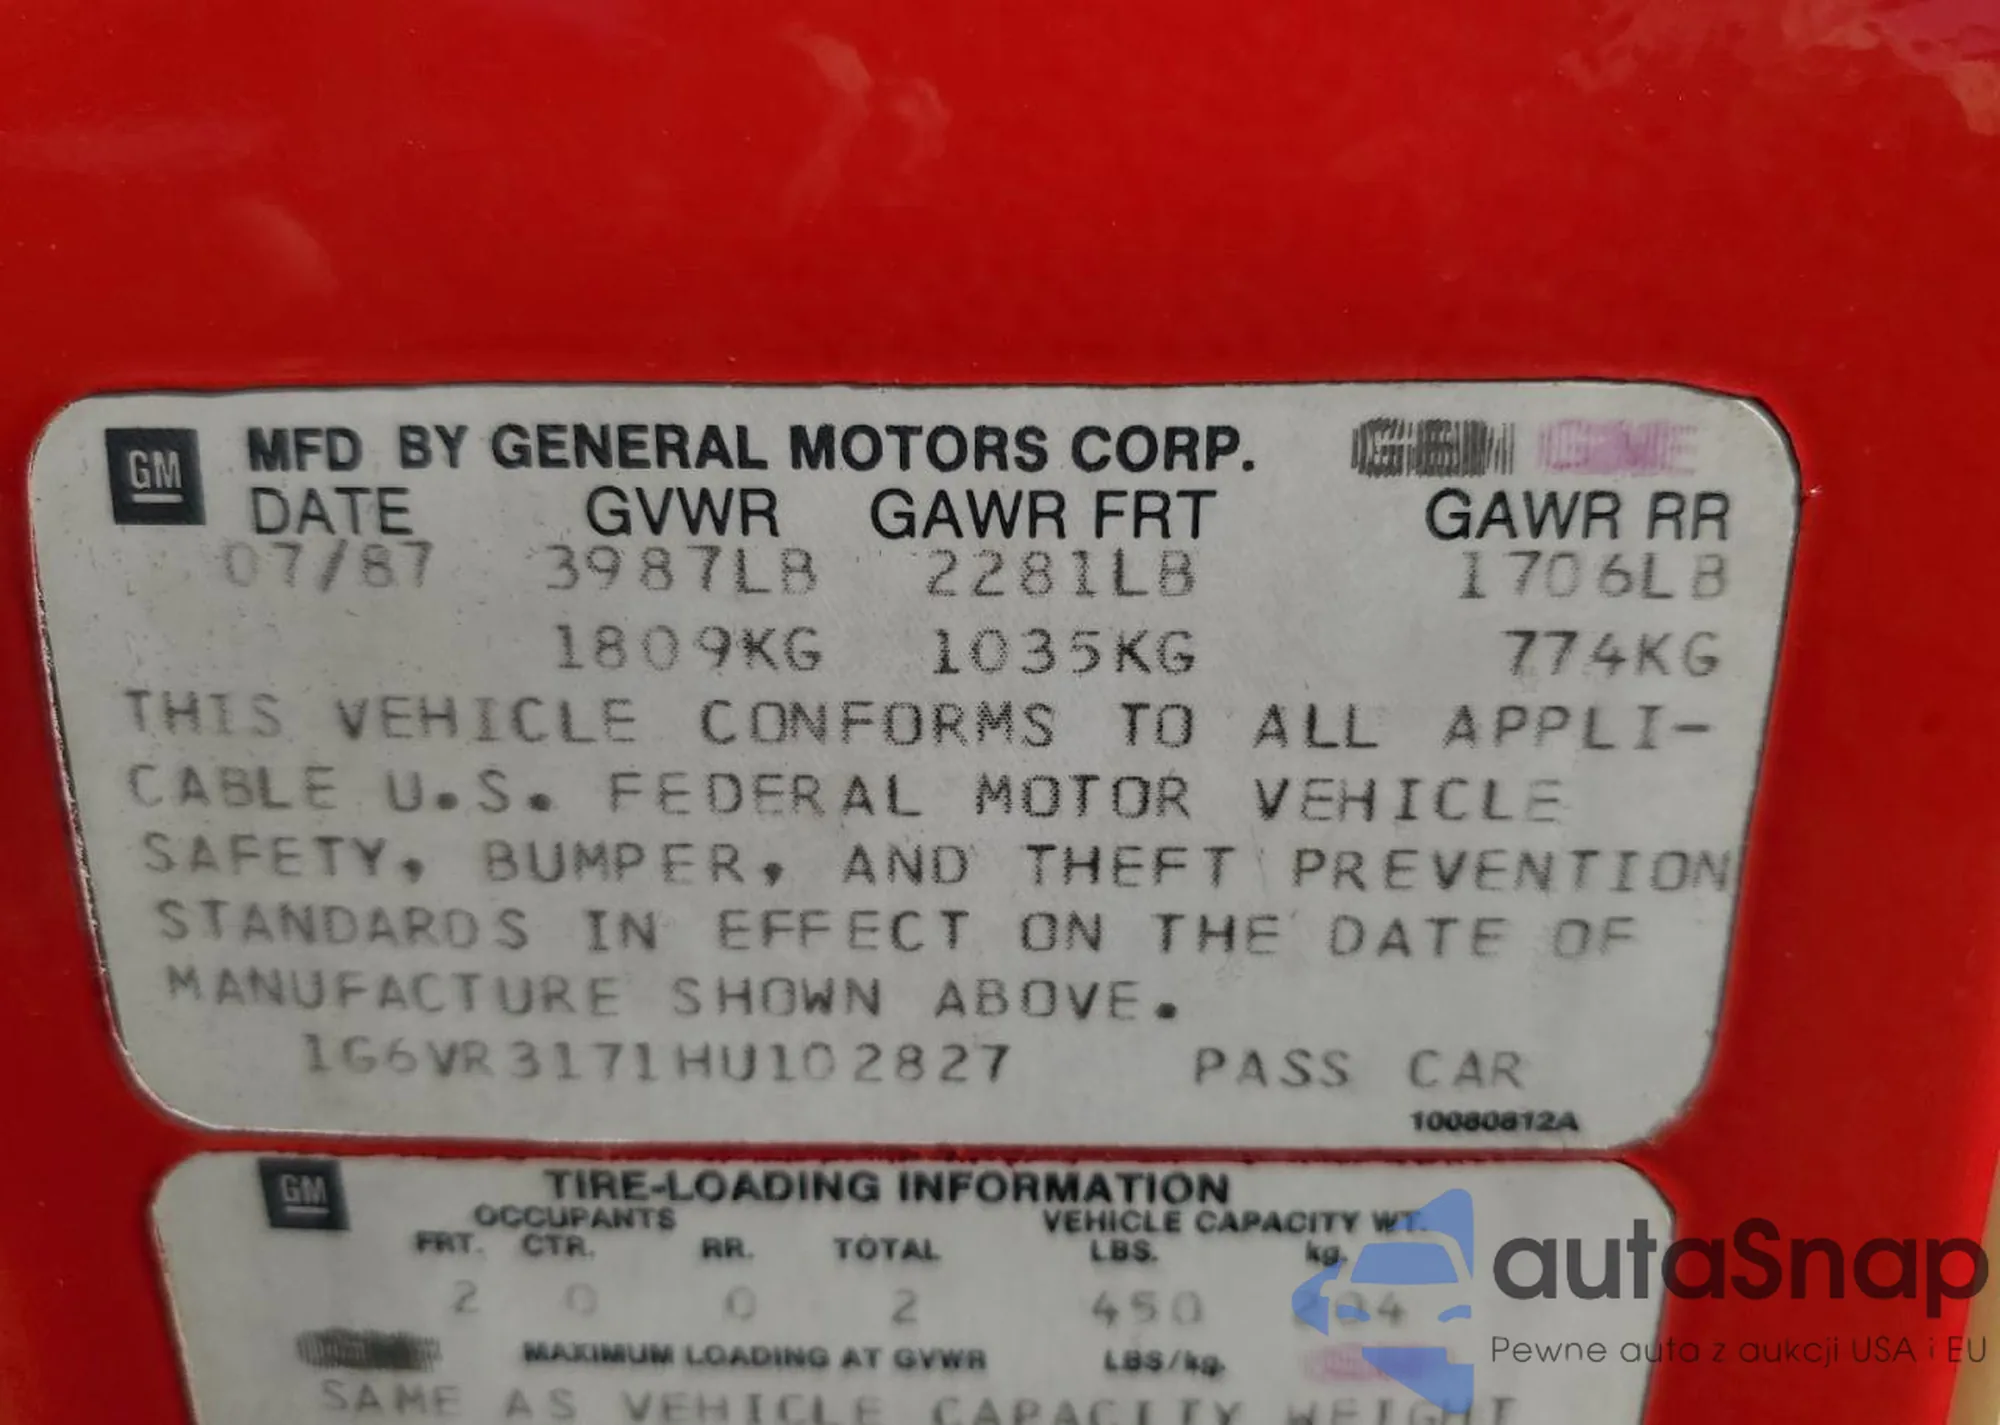 GM MFD BY GENERAL MOTORS CORP.
DATE GVWR GAWR FRT GAWR RR
07/87 3987LB 2281LB 1706LB
1809KG 1035KG 774KG
THIS VEHICLE CONFORMS TO ALL APPLI-
CABLE U.S. FEDERAL MOTOR VEHICLE
SAFETY, BUMPER, AND THEFT PREVENTION
STANDARDS IN EFFECT ON THE DATE OF
MANUFACTURE SHOWN ABOVE.
1G6VR3171HU102827 PASS CAR
10080812A
GM TIRE-LOADING INFORMATION
OCCUPANTS VEHICLE CAPACITY WT.
FRT. CTR. RR. TOTAL LBS. kg.
2 0 0 2 450 204
MAXIMUM LOADING AT GVWR LBS/kg.
SAME AS VEHICLE CAPACITY WEIGHT
autaSnap
Pewne auta z aukcji USA i EU